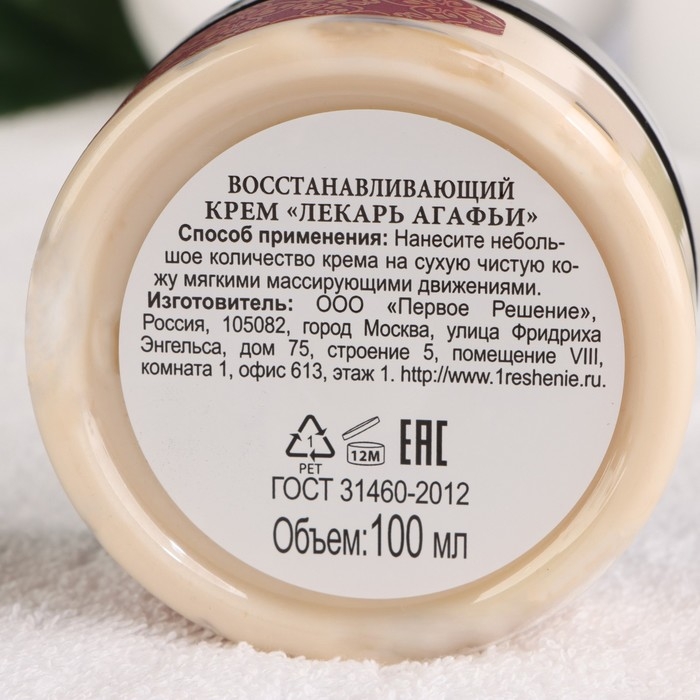 ВОССТАНАВЛИВАЮЩИЙ
КРЕМ «ЛЕКАРЬ АГАФЬИ»
Способ применения: Нанесите неболь-
шое количество крема на сухую чистую ко-
жу мягкими массирующими движениями.
Изготовитель: ООО «Первое Решение»,
Россия, 105082, город Москва, улица Фридриха
Энгельса, дом 75, строение 5, помещение VIII,
комната 1, офис 613, этаж 1. http://www.1reshenie.ru.
1
PET
12M
EAC
ГОСТ 31460-2012
Объем: 100 мл